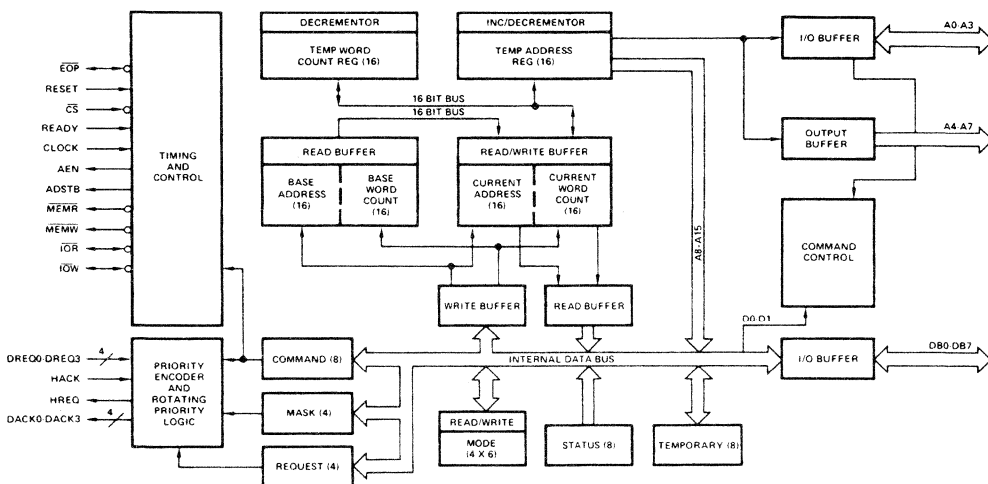 EOP
RESET
CS
READY
CLOCK
AEN
ADSTB
MEMR
MEMW
IOR
IOW
TIMING
AND
CONTROL
DECREMENTOR
TEMP WORD
COUNT REG (16)
INC/DECREMENTOR
TEMP ADDRESS
REG (16)
16 BIT BUS
16 BIT BUS
READ BUFFER
BASE
ADDRESS
(16)
BASE
WORD
COUNT
(16)
READ/WRITE BUFFER
CURRENT
ADDRESS
(16)
CURRENT
WORD
COUNT
(16)
WRITE BUFFER
READ BUFFER
A8-A15
I/O BUFFER
A0-A3
OUTPUT
BUFFER
A4-A7
COMMAND
CONTROL
D0-D1
DREQ0-DREQ3
4
HACK
HREQ
DACK0-DACK3
4
PRIORITY
ENCODER
AND
ROTATING
PRIORITY
LOGIC
COMMAND (8)
MASK (4)
REQUEST (4)
INTERNAL DATA BUS
READ/WRITE
MODE
(4 X 6)
STATUS (8)
TEMPORARY (8)
I/O BUFFER
DB0-DB7